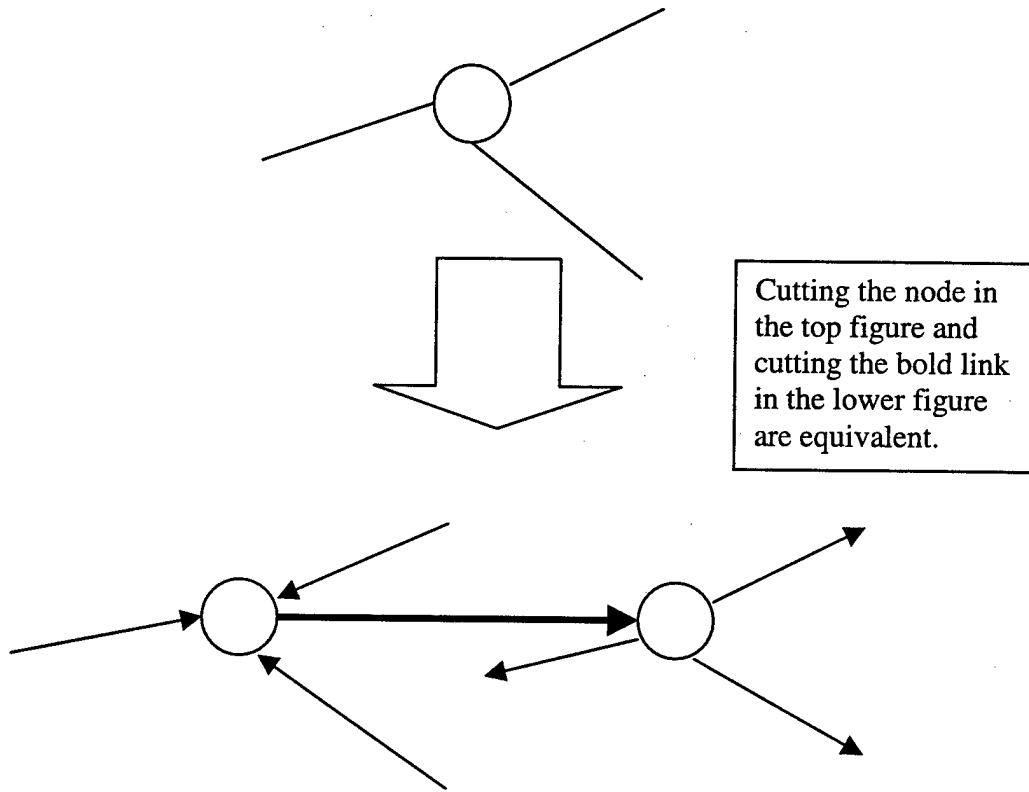 Cutting the node in
the top figure and
cutting the bold link
in the lower figure
are equivalent.